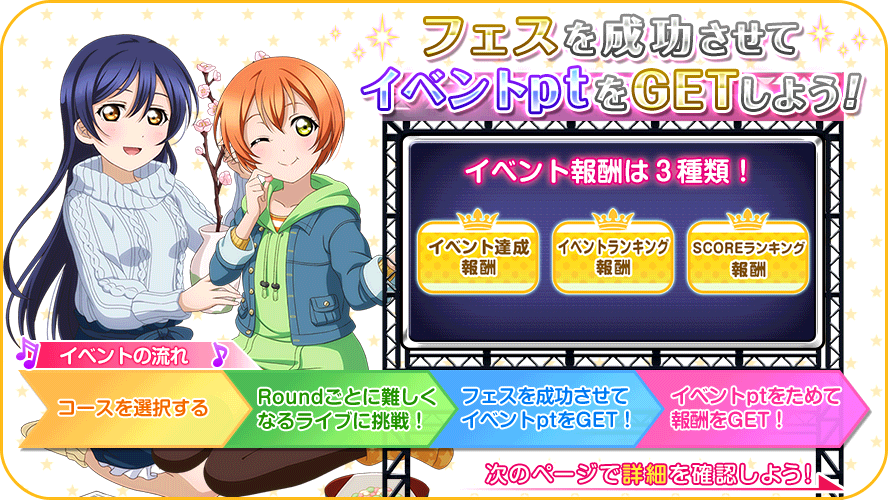 フェスを成功させて
イベントptをGETしよう!
イベント報酬は3種類!
イベント達成
報酬
イベントランキング
報酬
SCOREランキング
報酬
イベントの流れ
コースを選択する
Roundごとに難しく
なるライブに挑戦!
フェスを成功させて
イベントptをGET!
イベントptをためて
報酬をGET!
次のページで詳細を確認しよう!